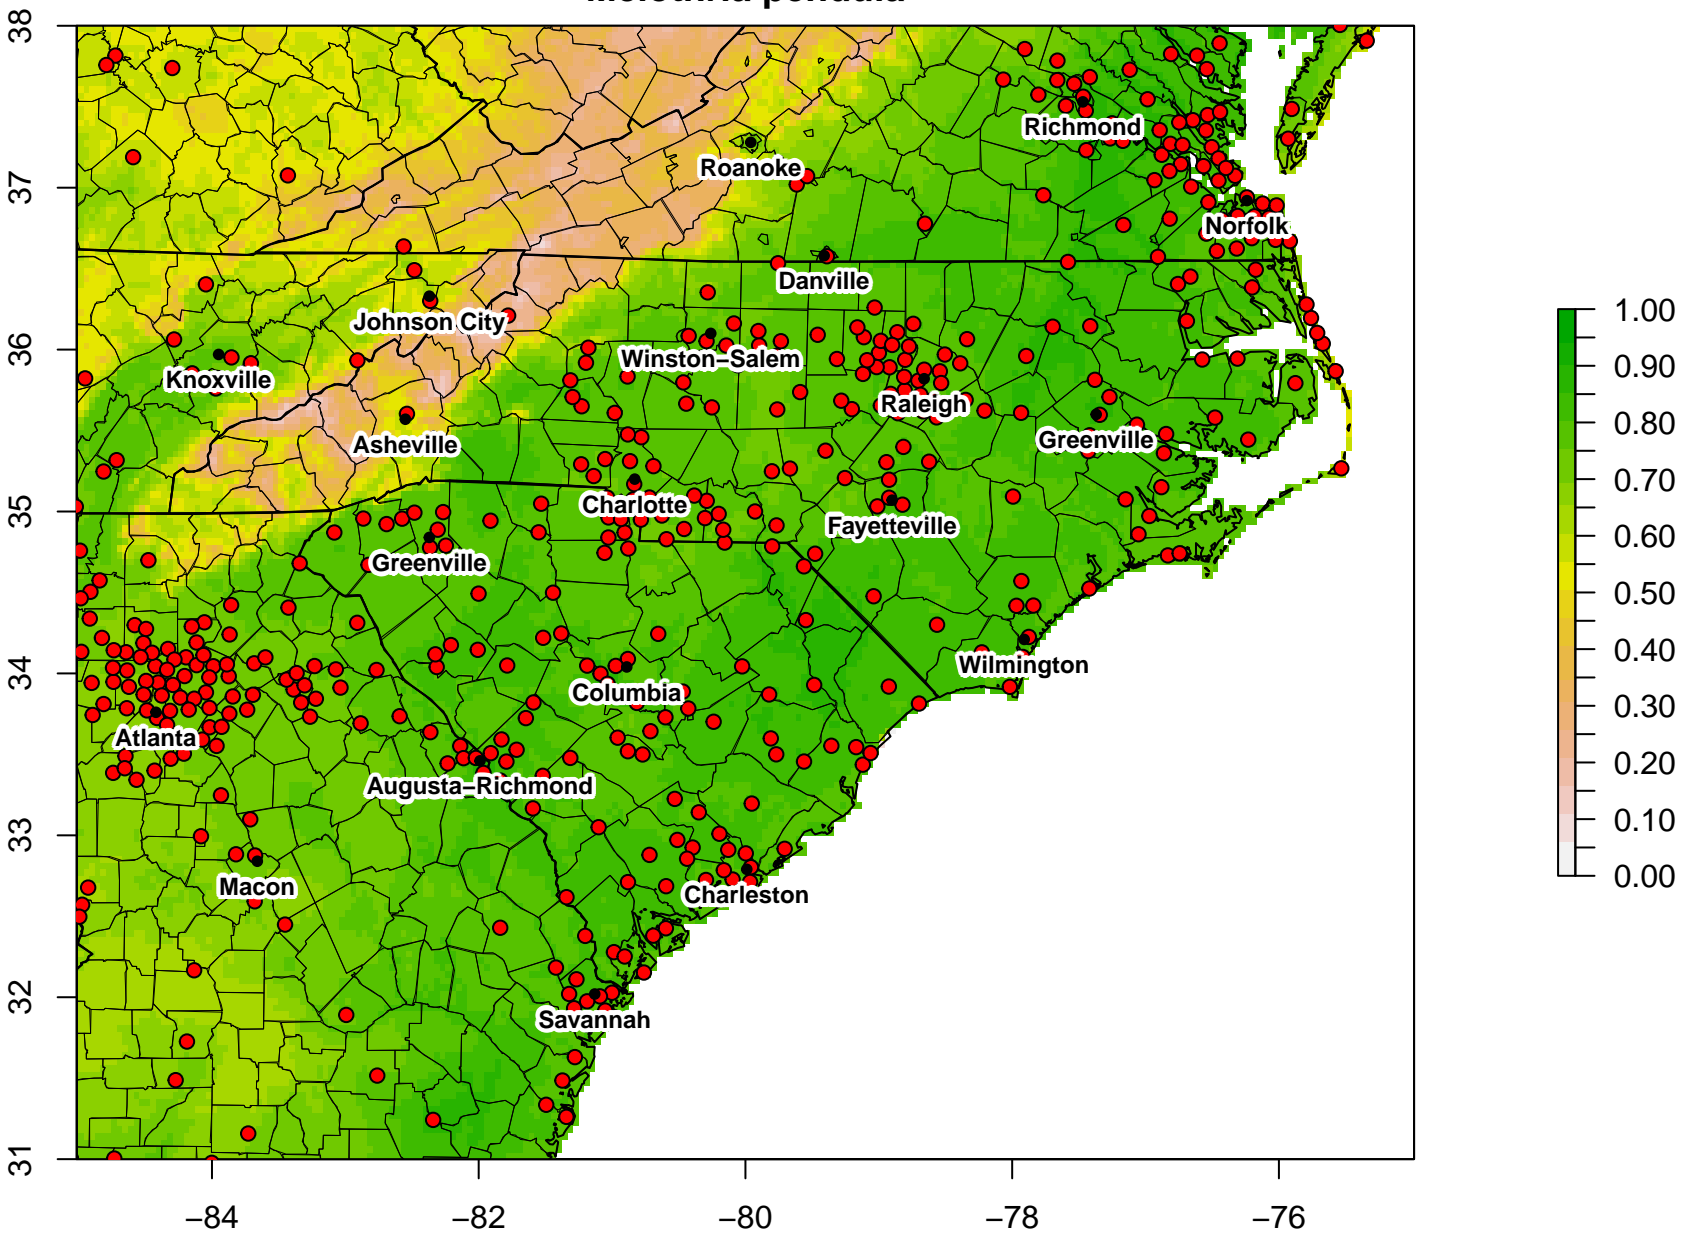 Melothria pendula
38
37
36
35
34
33
32
31
−84
−82
−80
−78
−76
Richmond
Roanoke
Norfolk
Danville
Johnson City
Winston−Salem
Knoxville
Raleigh
Asheville
Greenville
Charlotte
Fayetteville
Greenville
Wilmington
Columbia
Atlanta
Augusta−Richmond
Macon
Charleston
Savannah
1.00
0.90
0.80
0.70
0.60
0.50
0.40
0.30
0.20
0.10
0.00